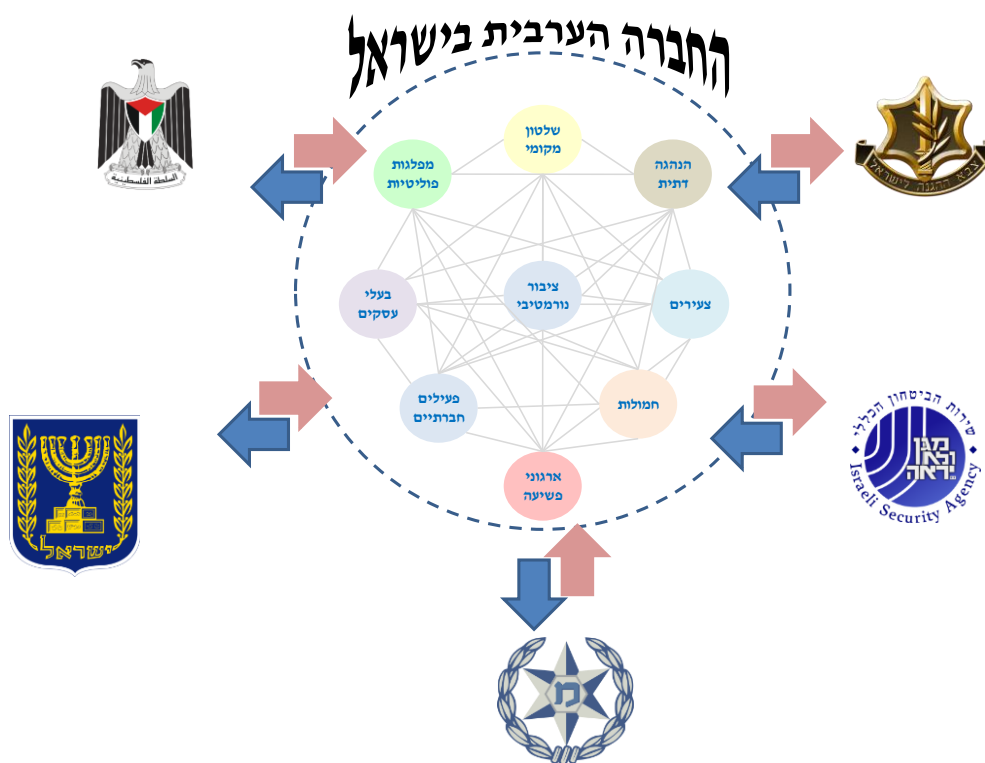 החברה הערבית בישראל
שלטון
מקומי
מפלגות
פוליטיות
הנהגה
דתית
בעלי
עסקים
ציבור
נורמטיבי
צעירים
פעילים
חברתיים
חמולות
ארגוני
פשיעה
السلطة الفلسطينية
צבא ההגנה לישראל
ישראל
שירות הביטחון הכללי
מגן
ולא
יראה
Israeli Security Agency
מ